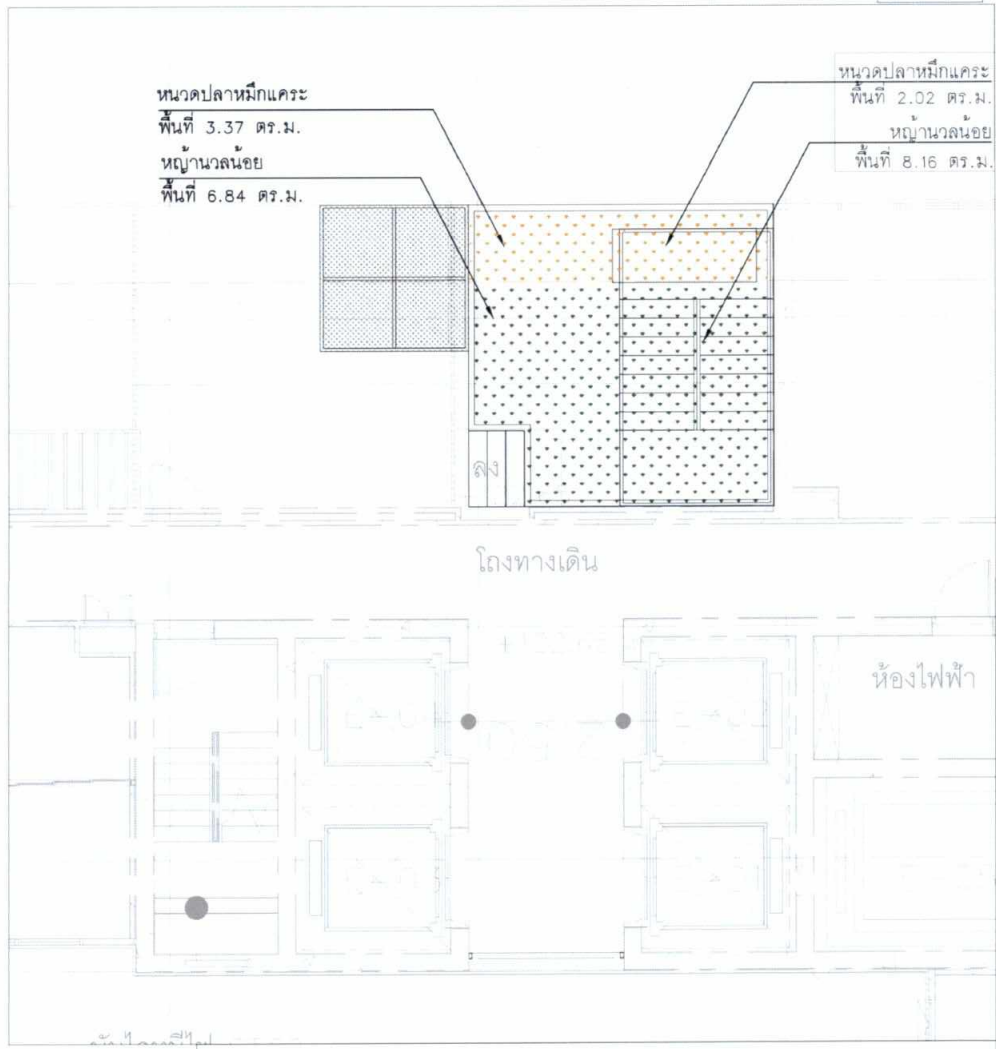 หนวดปลาหมึกแคระ
พื้นที่ 3.37 ตร.ม.
หญ้านวลน้อย
พื้นที่ 6.84 ตร.ม.
หนวดปลาหมึกแคระ
พื้นที่ 2.02 ตร.ม.
หญ้านวลน้อย
พื้นที่ 8.16 ตร.ม.
ลง
โถงทางเดิน
ห้องไฟฟ้า